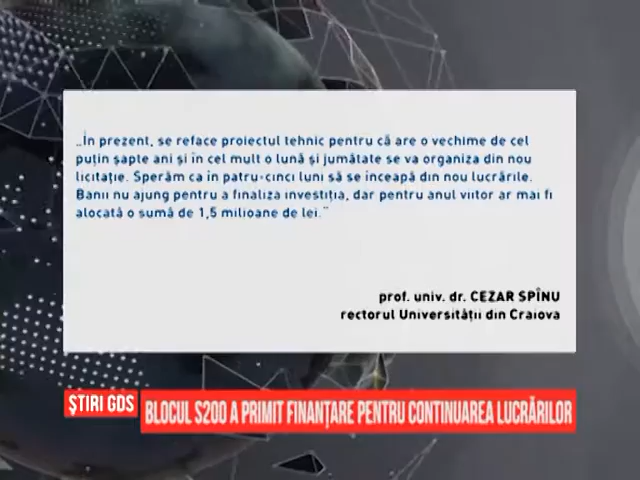 „În prezent, se reface proiectul tehnic pentru că are o vechime de cel
puțin șapte ani și în cel mult o lună și jumătate se va organiza din nou
licitație. Sperăm ca în patru-cinci luni să se înceapă din nou lucrările.
Banii nu ajung pentru a finaliza investiția, dar pentru anul viitor ar mai fi
alocată o sumă de 1,5 milioane de lei.”
prof. univ. dr. CEZAR SPÎNU
rectorul Universității din Craiova
ȘTIRI GDS
BLOCUL S200 A PRIMIT FINANȚARE PENTRU CONTINUAREA LUCRĂRILOR